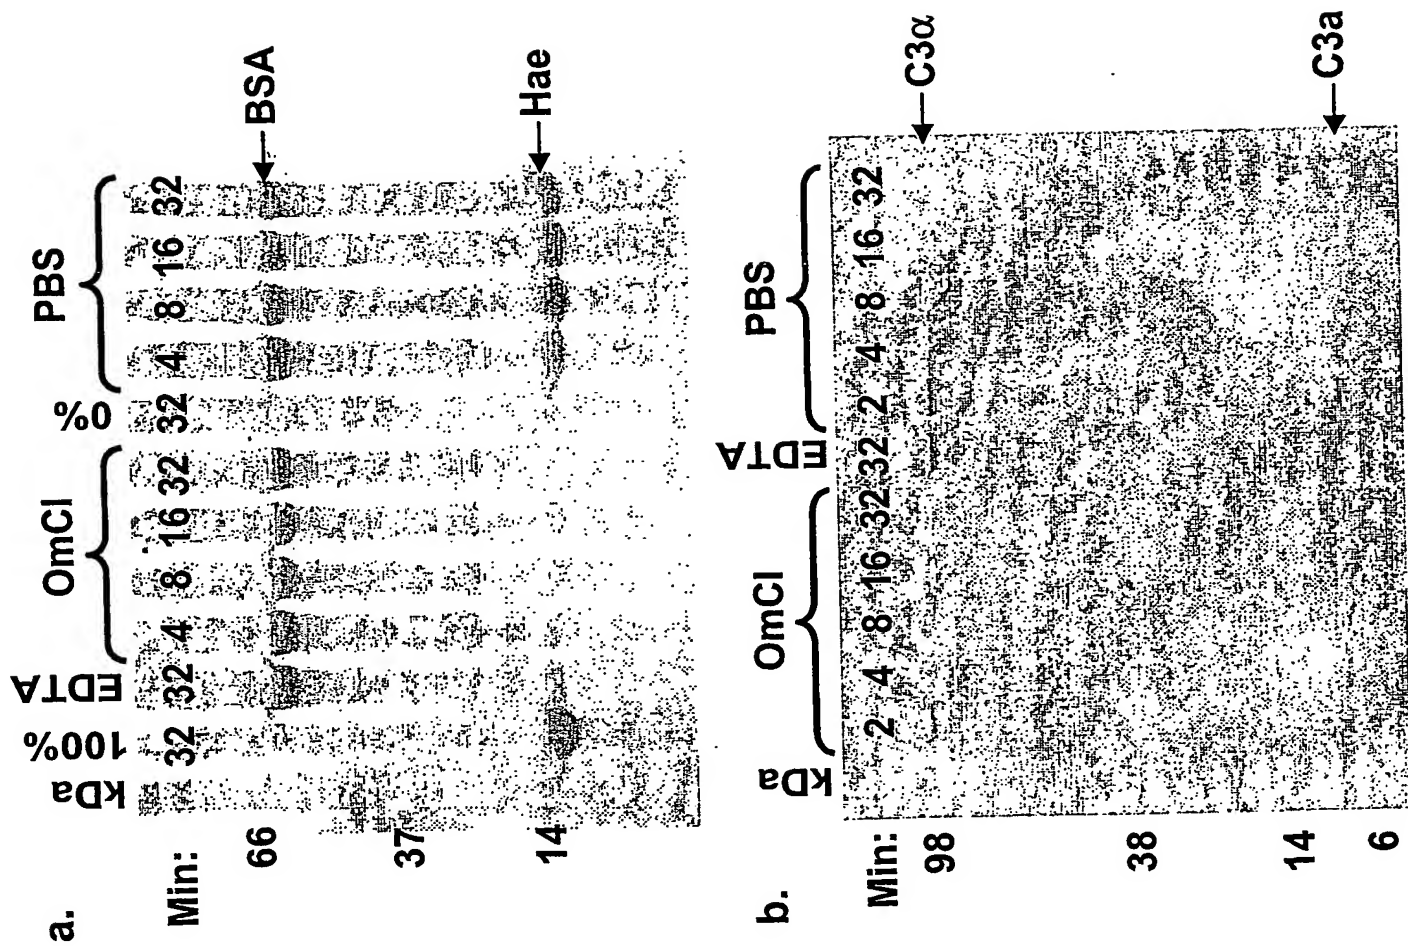 a.
OmCI
PBS
kDa 100% EDTA 0%
Min: 32 32 4 8 16 32 32 4 8 16 32
66
BSA
37
14
Hae
b.
OmCI
PBS
kDa EDTA
Min: 2 4 8 16 32 32 2 4 8 16 32
98
C3α
38
14
C3a
6